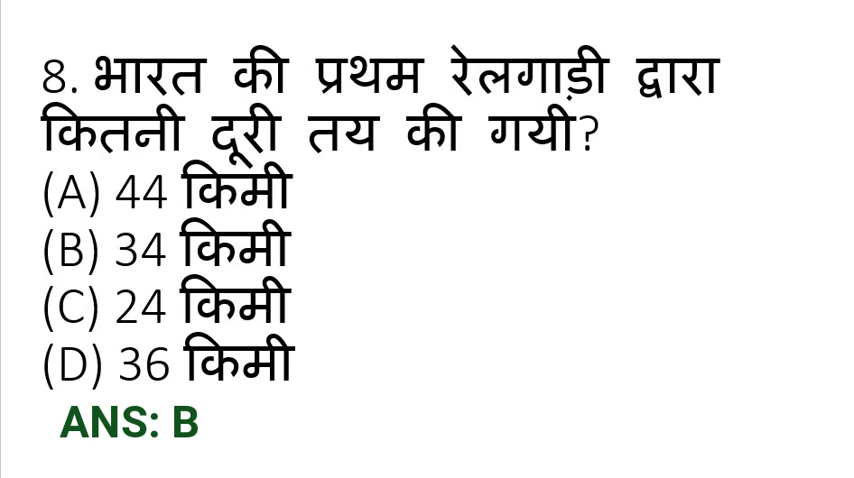 8. भारत की प्रथम रेलगाड़ी द्वारा
कितनी दूरी तय की गयी?
(A) 44 किमी
(B) 34 किमी
(C) 24 किमी
(D) 36 किमी
ANS: B